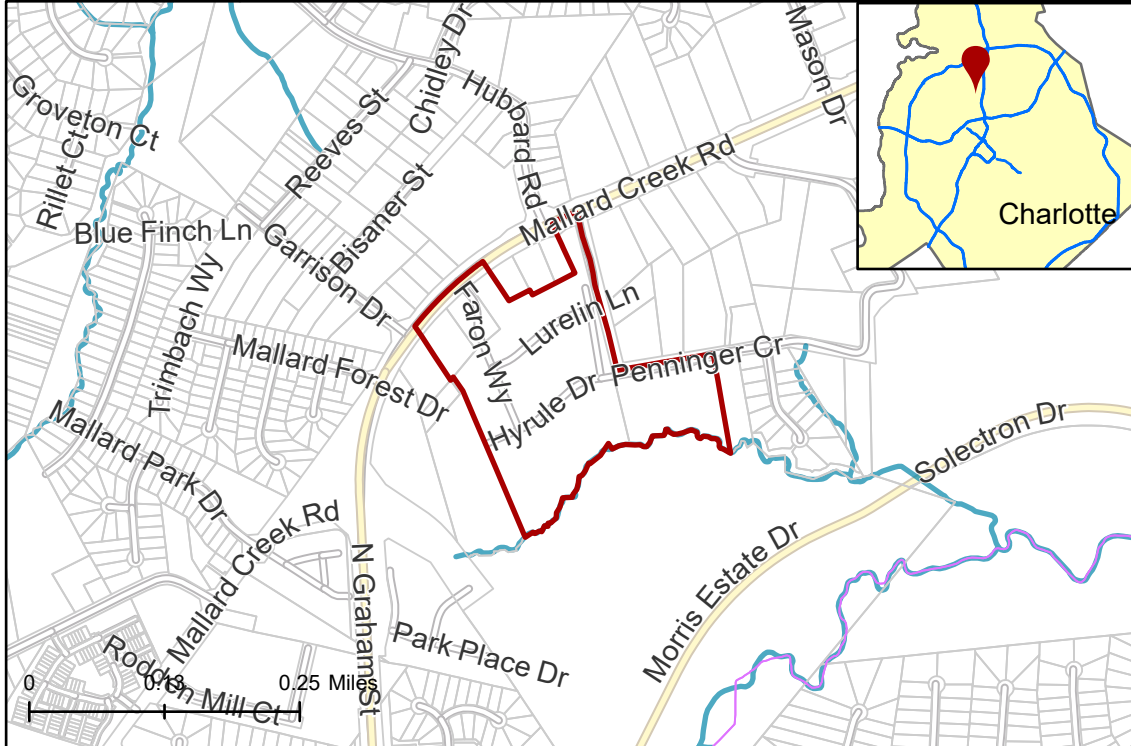 Mason Dr
Chidley Dr
Hubbard Rd
Groveton Ct
Rillet Ct
Reeves St
Bisaner St
Mallard Creek Rd
Charlotte
Blue Finch Ln
Garrison Dr
Trimbach Wy
Faron Wy
Lurelin Ln
Mallard Forest Dr
Hyrule Dr
Penninger Cr
Mallard Park Dr
Solectron Dr
Mallard Creek Rd
N Graham St
Morris Estate Dr
Park Place Dr
Rodden Mill Ct
0 0.13 0.25 Miles